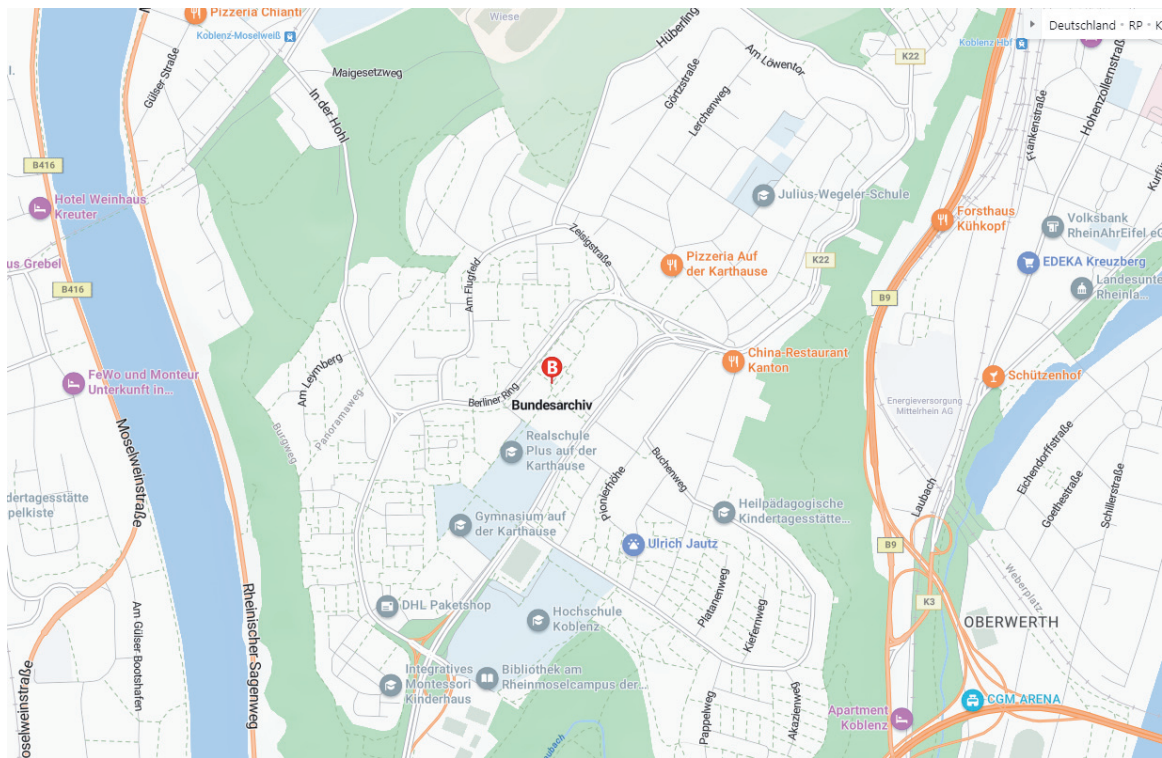 Pizzeria Chianti
Koblenz-Moselweiß
Wiese
Hüberling
Deutschland • RP • K
Koblenz Hbf
K22
Am Löwentor
Maigesetzweg
Gülser Straße
In der Hohl
Görtzstraße
Lerchenweg
Frankenstraße
Hohenzollernstraß
Kurfü
B416
Hotel Weinhaus
Kreuter
Julius-Wegeler-Schule
Forsthaus
Kühkopf
Volksbank
RheinAhrEifel eG
us Grebel
Zeisigstraße
Pizzeria Auf
der Karthause
K22
EDEKA Kreuzberg
B416
Am Flugfeld
B9
Landesunte
Rheinla...
FeWo und Monteur
Unterkunft in...
Am Leymberg
Panoramaweg
Burgweg
B
Berliner Ring
Bundesarchiv
China-Restaurant
Kanton
Schützenhof
Energieversorgung
Mittelrhein AG
Moselweinstraße
Realschule
Plus auf der
Karthause
Buchenweg
Pionierhöhe
Eichendorffstraße
Goethestraße
Schillerstraße
Laubach
dertagesstätte
pelkiste
Gymnasium auf
der Karthause
Heilpädagogische
Kindertagesstätte...
Ulrich Jautz
B9
Rheinischer Sagenweg
Am Gülser Bootshafen
DHL Paketshop
Hochschule
Koblenz
Platanenweg
Kiefernweg
K3
Weberplatz
OBERWERTH
Moselweinstraße
Integratives
Montessori
Kinderhaus
Bibliothek am
Rheinmoselcampus der...
Pappelweg
Akazienweg
Apartment
Koblenz
CGM ARENA
aubach